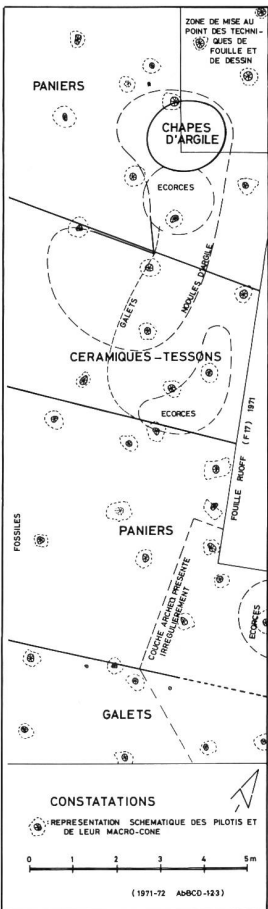 ZONE DE MISE AU
POINT DES TECHNI-
QUES DE
FOUILLE ET
DE DESSIN
PANIERS
CHAPES
D'ARGILE
ECORCES
NODULES D'ARGILE
GALETS
CERAMIQUES-TESSONS
ECORCES
FOUILLE RUOFF (F17) 1971
FOSSILES
PANIERS
COUCHE ARCHEO. PRESENTE
IRREGULIEREMENT
ECORCES
GALETS
CONSTATATIONS
: REPRESENTATION SCHEMATIQUE DES PILOTIS ET
DE LEUR MACRO-CONE
0 1 2 3 4 5m
(1971-72 AbBCD-123)